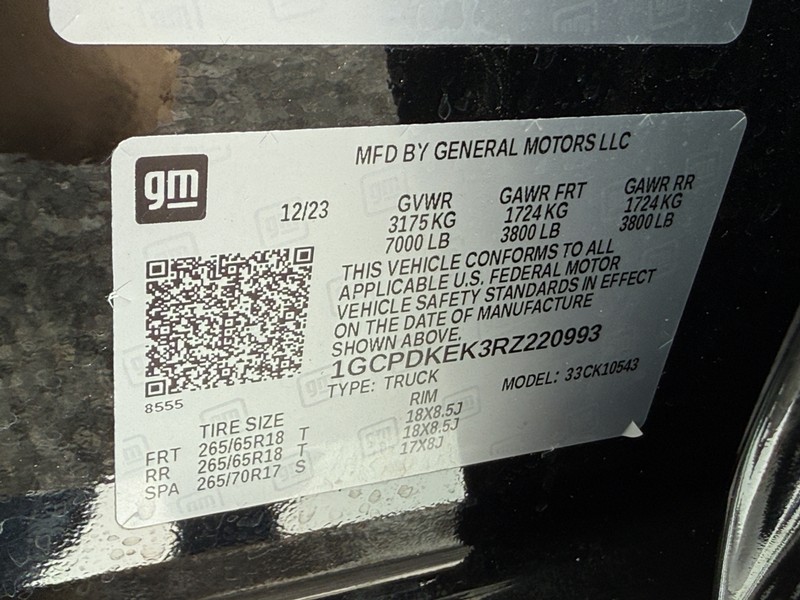 gm
MFD BY GENERAL MOTORS LLC
12/23
GVWR GAWR FRT GAWR RR
3175 KG 1724 KG 1724 KG
7000 LB 3800 LB 3800 LB
THIS VEHICLE CONFORMS TO ALL
APPLICABLE U.S. FEDERAL MOTOR
VEHICLE SAFETY STANDARDS IN EFFECT
ON THE DATE OF MANUFACTURE
SHOWN ABOVE.
1GCPDKEK3RZ220993
TYPE: TRUCK MODEL: 33CK10543
8555
TIRE SIZE RIM
FRT 265/65R18 T 18X8.5J
RR 265/65R18 T 18X8.5J
SPA 265/70R17 S 17X8J